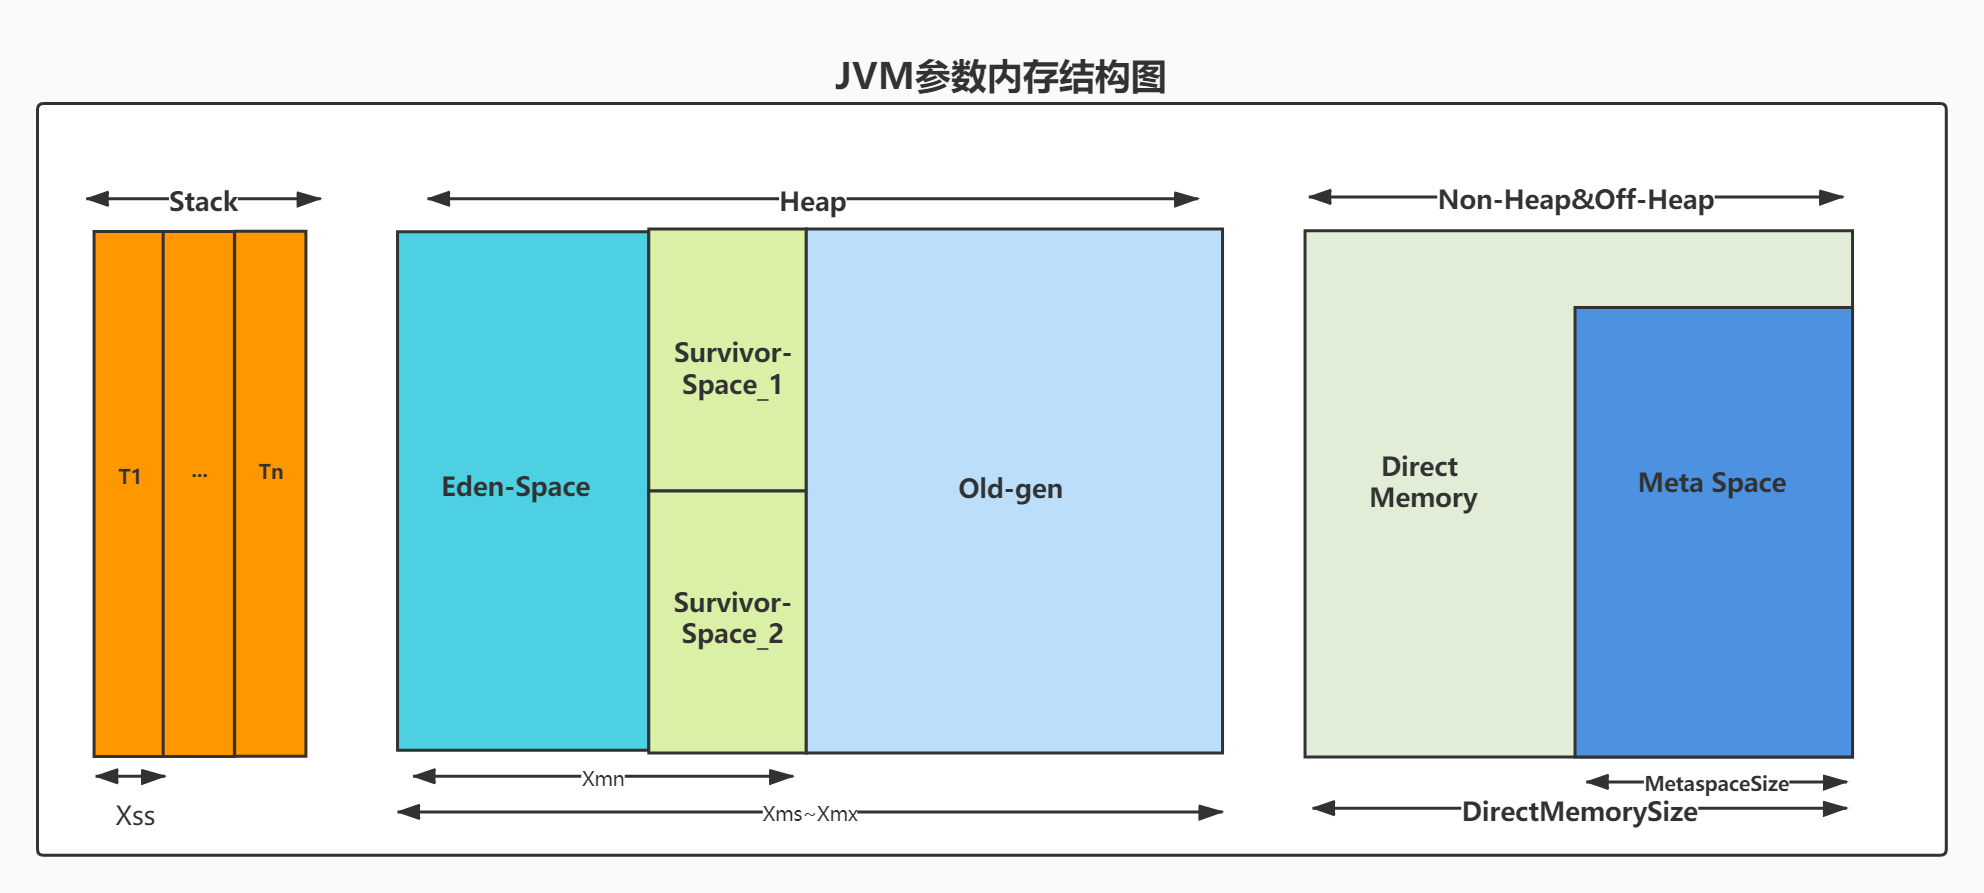 JVM参数内存结构图
Stack
Heap
Non-Heap&Off-Heap
T1
...
Tn
Eden-Space
Survivor-
Space_1
Survivor-
Space_2
Old-gen
Direct
Memory
Meta Space
Xss
Xmn
Xms~Xmx
MetaspaceSize
DirectMemorySize